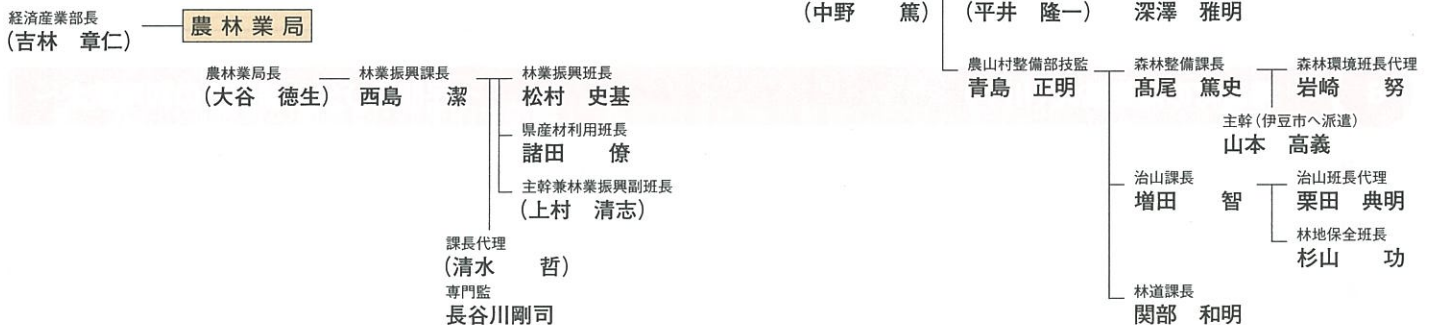 経済産業部長
(吉林 章仁)
農林業局
農林業局長
(大谷 徳生)
林業振興課長
西島 潔
林業振興班長
松村 史基
県産材利用班長
諸田 僚
主幹兼林業振興副班長
(上村 清志)
課長代理
(清水 哲)
専門監
長谷川剛司
(中野 篤)
(平井 隆一)
深澤 雅明
農山村整備部技監
青島 正明
森林整備課長
髙尾 篤史
森林環境班長代理
岩崎 努
主幹(伊豆市へ派遣)
山本 高義
治山課長
増田 智
治山班長代理
栗田 典明
林地保全班長
杉山 功
林道課長
関部 和明